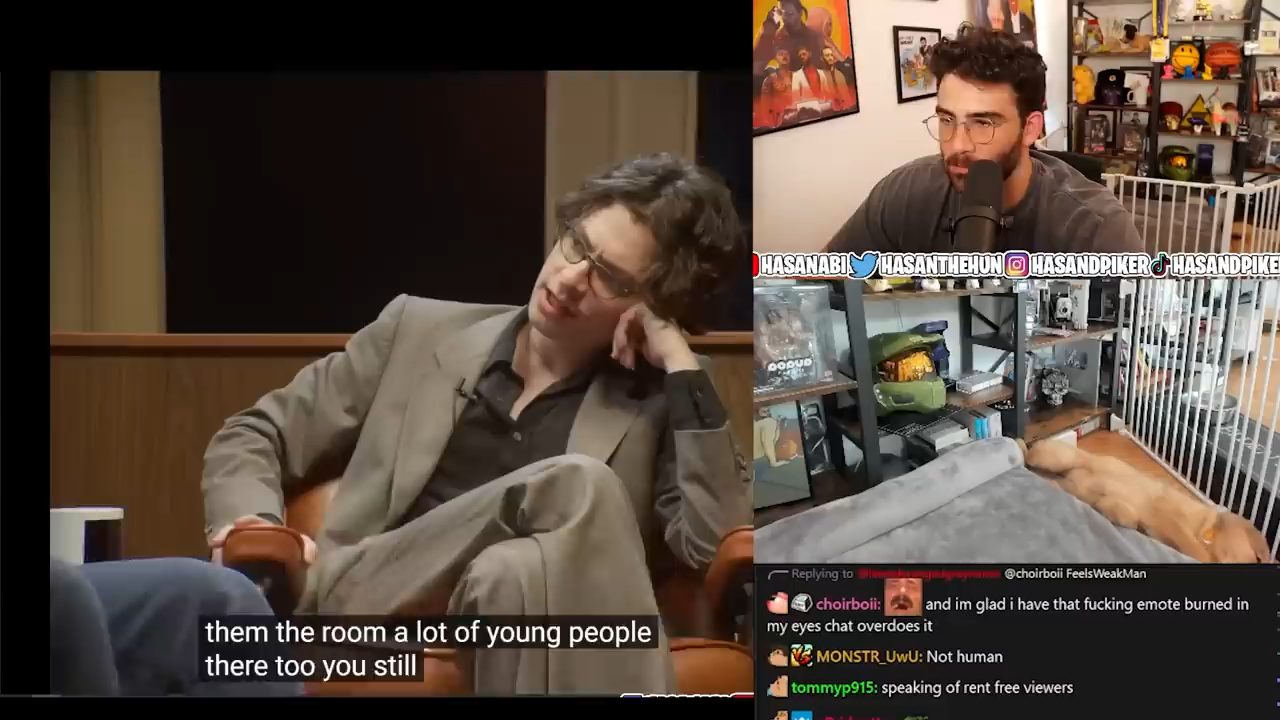 them the room a lot of young people
there too you still
HASANABI HASANTHEHUN HASANDPIKER HASANDPIKE
POPUP
Replying to @choirboii FeelsWeakMan
choirboii: and im glad i have that fucking emote burned in
my eyes chat overdoes it
MONSTR_UwU: Not human
tommyp915: speaking of rent free viewers